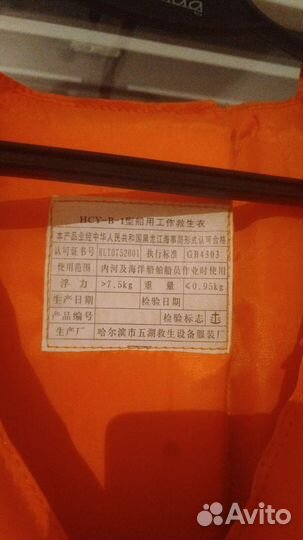 HCY-B-1型船用工作救生衣
本产品业经中华人民共和国黑龙江海事局形式认可合格
认可证书号 HLT0752001 执行标准 GB4303
使用范围 内河及海洋船舶船员作业时使用
浮力 >7.5kg 重量 ≤0.95kg
生产日期 检验日期
产品编号 检验标志
生产厂 哈尔滨市五湖救生设备服装厂
Avito